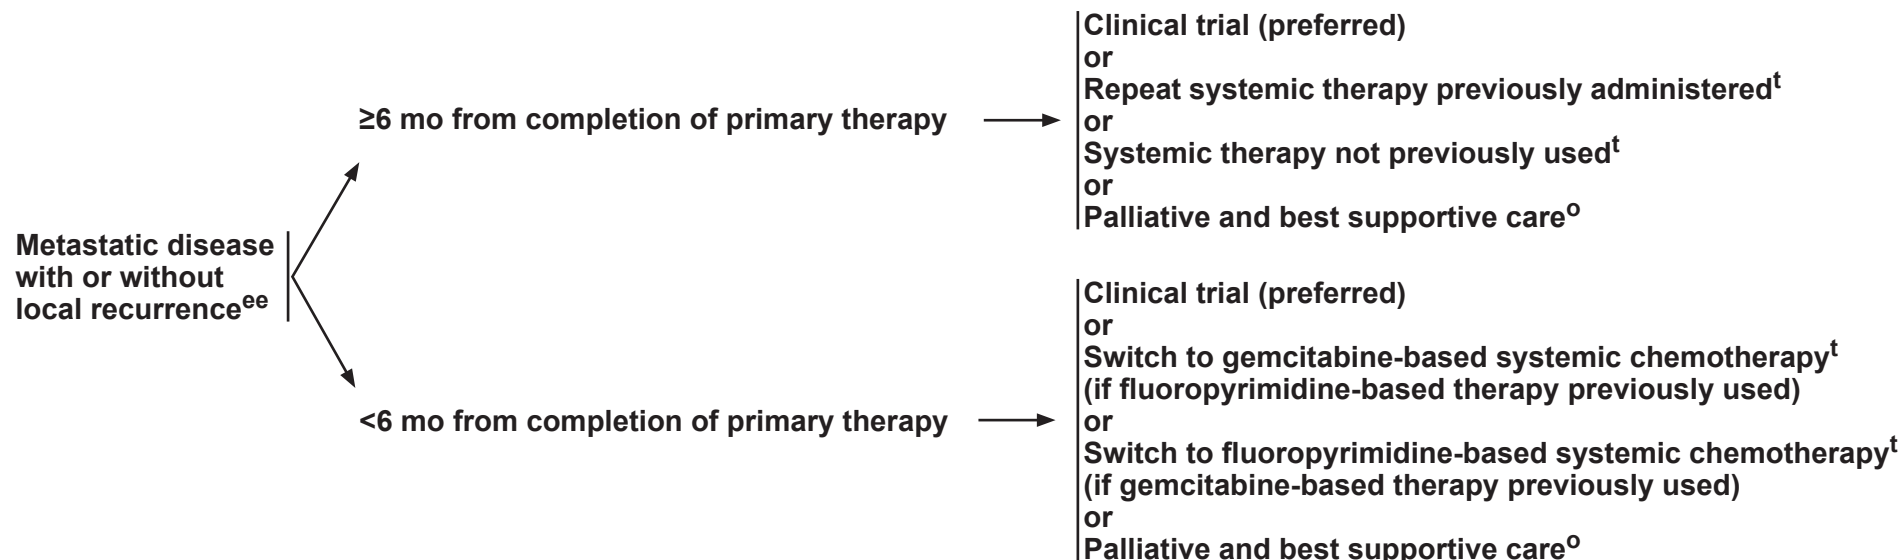 Metastatic disease
with or without
local recurrence^ee
≥6 mo from completion of primary therapy
Clinical trial (preferred)
or
Repeat systemic therapy previously administered^t
or
Systemic therapy not previously used^t
or
Palliative and best supportive care^o
<6 mo from completion of primary therapy
Clinical trial (preferred)
or
Switch to gemcitabine-based systemic chemotherapy^t
(if fluoropyrimidine-based therapy previously used)
or
Switch to fluoropyrimidine-based systemic chemotherapy^t
(if gemcitabine-based therapy previously used)
or
Palliative and best supportive care^o